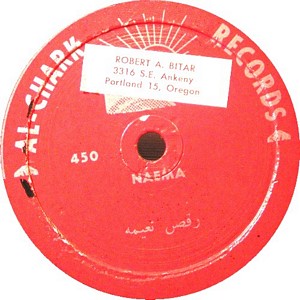 AL-CHARK RECORDS
ROBERT A. BITAR
3316 S.E. Ankeny
Portland 15, Oregon
450
NAEMA
رقص نعيمه